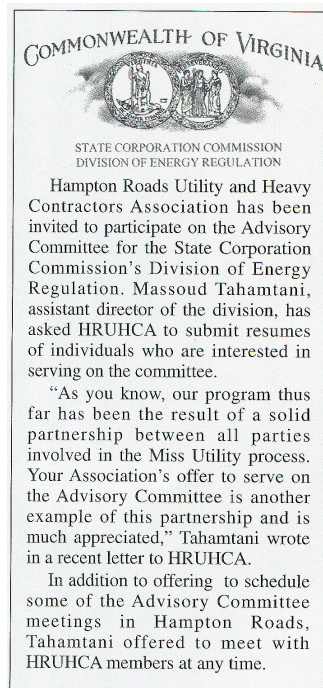 COMMONWEALTH OF VIRGINIA
STATE CORPORATION COMMISSION
DIVISION OF ENERGY REGULATION
Hampton Roads Utility and Heavy
Contractors Association has been
invited to participate on the Advisory
Committee for the State Corporation
Commission's Division of Energy
Regulation. Massoud Tahamtani,
assistant director of the division, has
asked HRUHCA to submit resumes
of individuals who are interested in
serving on the committee.
“As you know, our program thus
far has been the result of a solid
partnership between all parties
involved in the Miss Utility process.
Your Association's offer to serve on
the Advisory Committee is another
example of this partnership and is
much appreciated,” Tahamtani wrote
in a recent letter to HRUHCA.
In addition to offering to schedule
some of the Advisory Committee
meetings in Hampton Roads,
Tahamtani offered to meet with
HRUHCA members at any time.